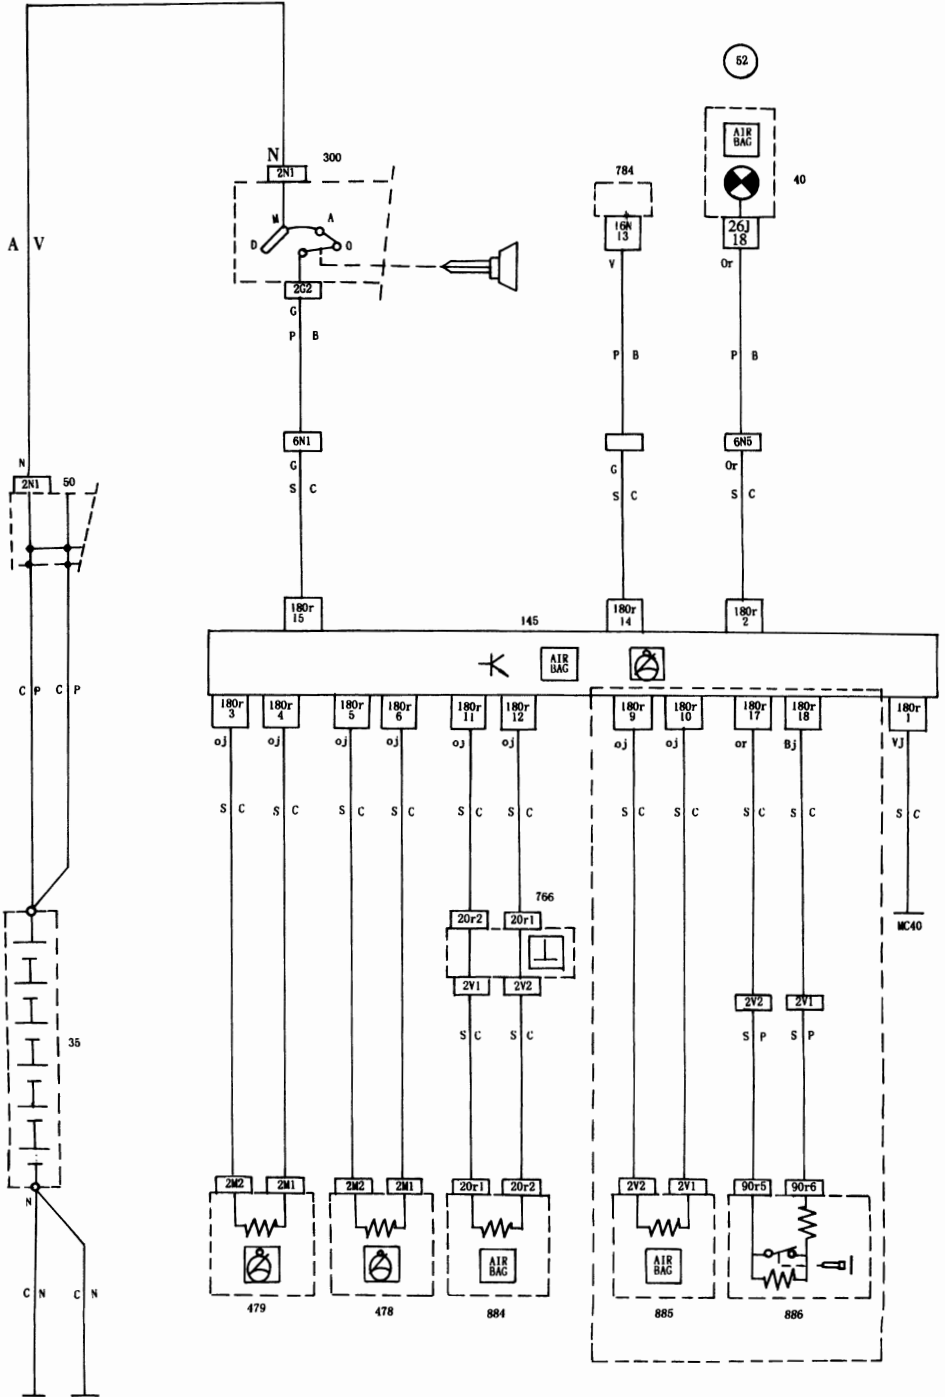 52
AIR
BAG
N
300
2N1
784
40
M
A
D
O
16N
13
26J
18
A V
V
Or
2G2
G
P B
P B
P B
6N1
6N5
N
G
G
Or
2N1
50
S C
S C
S C
180r
15
180r
14
180r
2
145
AIR
BAG
C P
C P
180r
3
180r
4
180r
5
180r
6
180r
11
180r
12
180r
9
180r
10
180r
17
180r
18
180r
1
oj
oj
oj
oj
oj
oj
oj
oj
or
Bj
VJ
S C
S C
S C
S C
S C
S C
S C
S C
S C
S C
S C
766
20r2
20r1
MC40
2V1
2V2
2V2
2V1
35
S C
S C
S P
S P
2M2
2M1
2M2
2M1
20r1
20r2
2V2
2V1
90r5
90r6
N
AIR
BAG
AIR
BAG
C N
C N
479
478
884
885
886